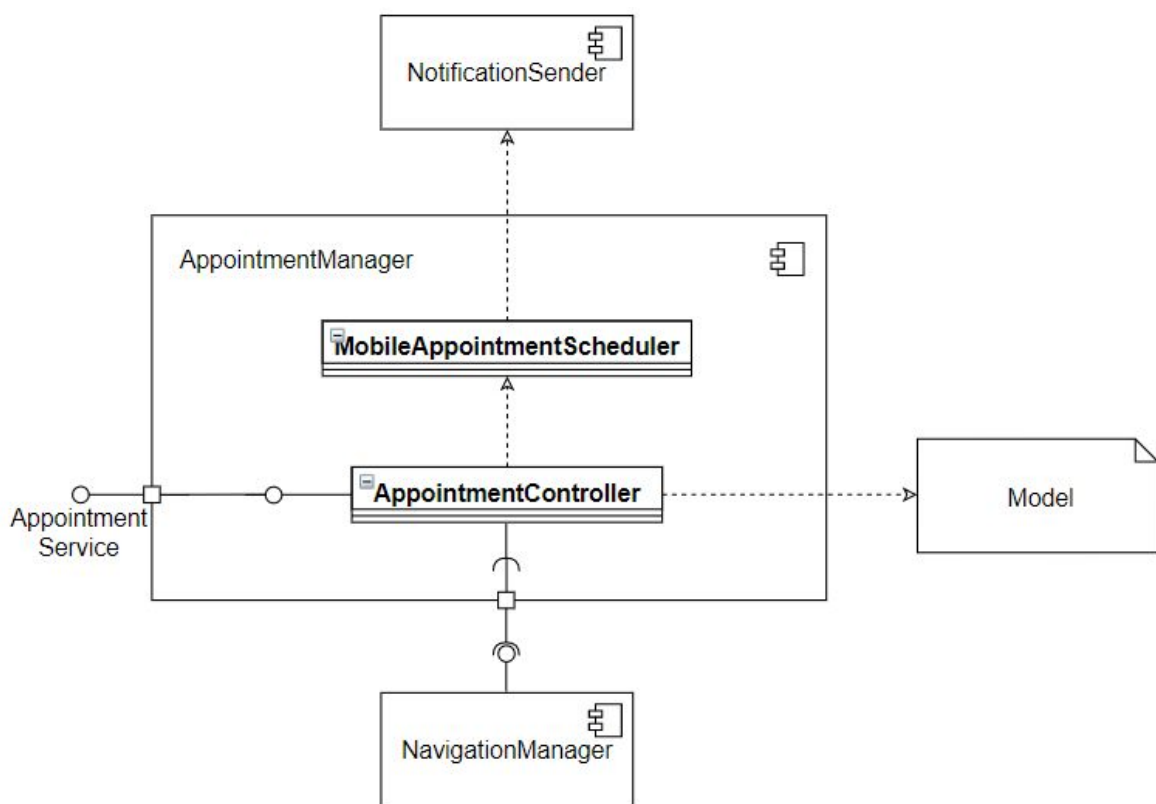 NotificationSender
AppointmentManager
MobileAppointmentScheduler
AppointmentController
Appointment
Service
Model
NavigationManager